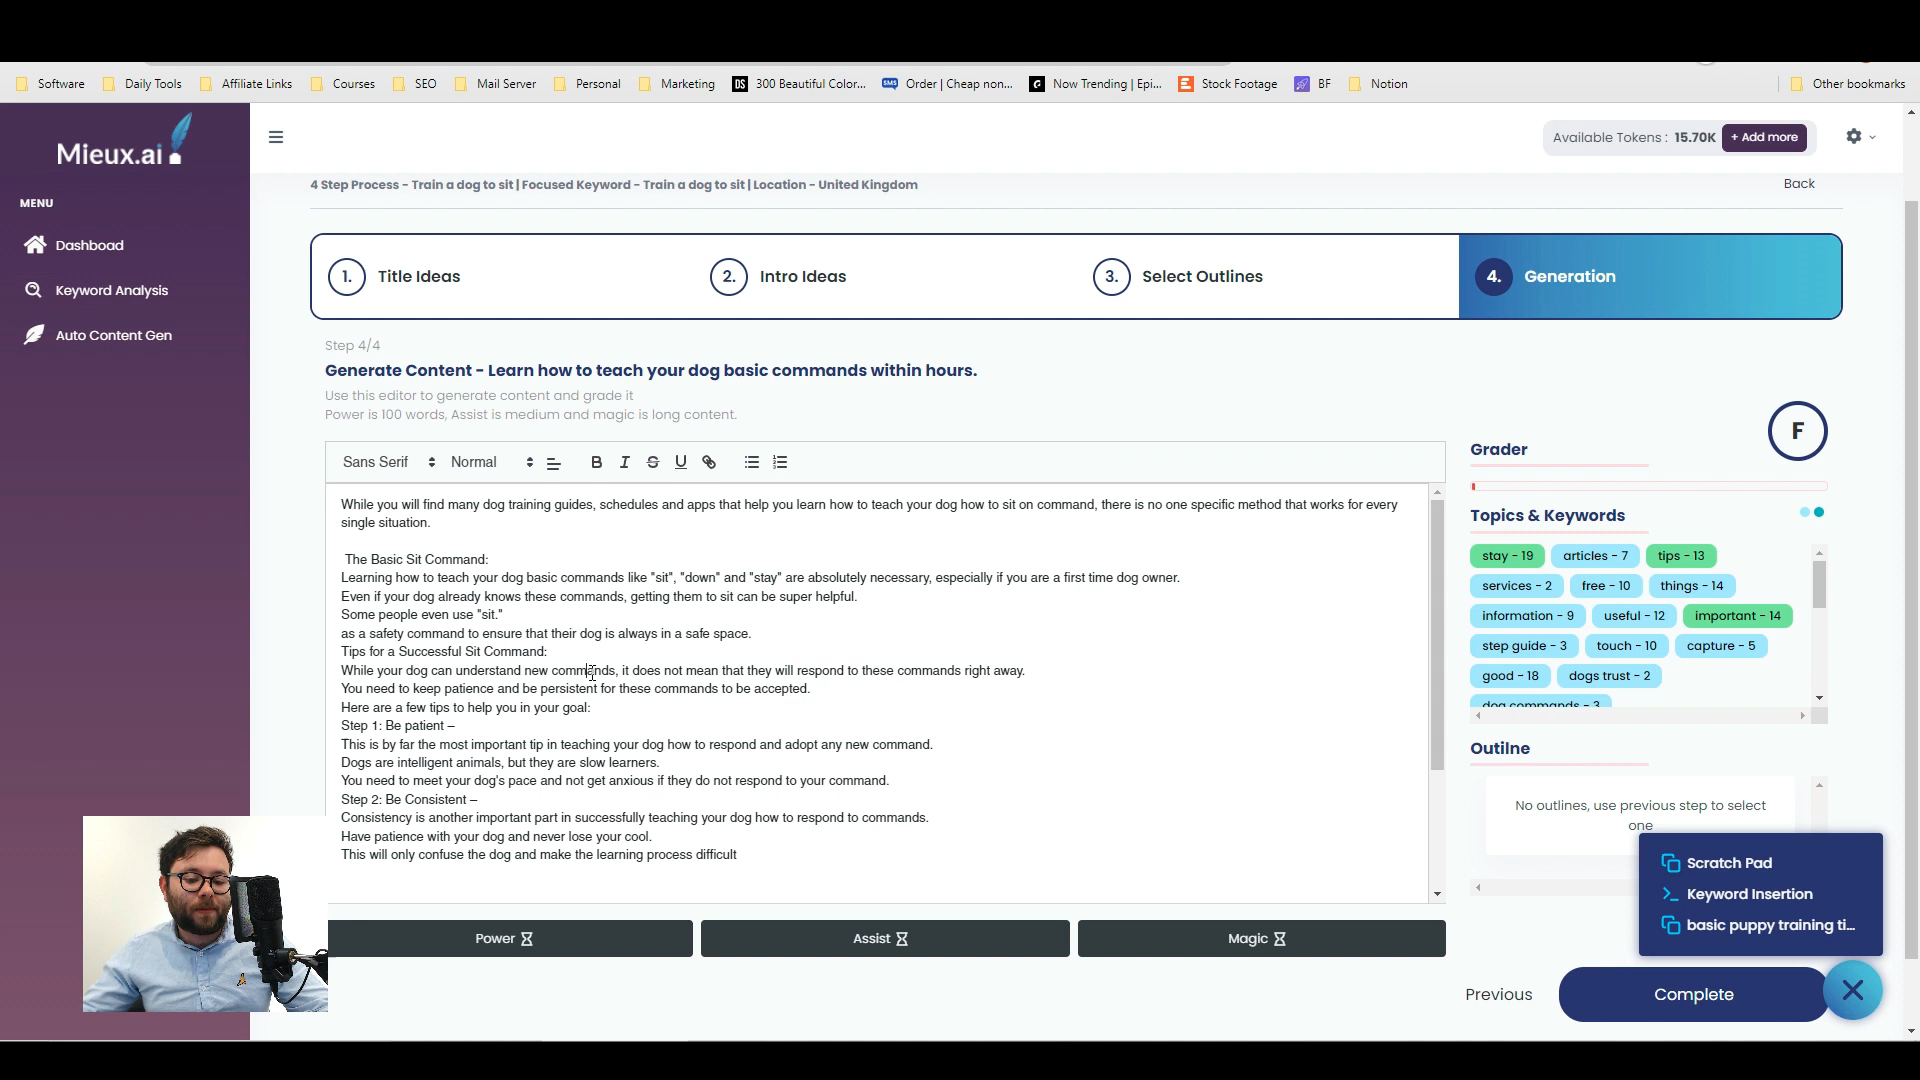 Software
Daily Tools
Affiliate Links
Courses
SEO
Mail Server
Personal
Marketing
DS
300 Beautiful Color...
SMS
Order | Cheap non...
Now Trending | Epi...
Stock Footage
BF
Notion
Other bookmarks
Mieux.ai
Available Tokens : 15.70K
+ Add more
MENU
Dashboad
Keyword Analysis
Auto Content Gen
4 Step Process - Train a dog to sit | Focused Keyword - Train a dog to sit | Location - United Kingdom
Back
1. Title Ideas
2. Intro Ideas
3. Select Outlines
4. Generation
Step 4/4
Generate Content - Learn how to teach your dog basic commands within hours.
Use this editor to generate content and grade it
Power is 100 words, Assist is medium and magic is long content.
Sans Serif
Normal
B I S U
While you will find many dog training guides, schedules and apps that help you learn how to teach your dog how to sit on command, there is no one specific method that works for every
single situation.
The Basic Sit Command:
Learning how to teach your dog basic commands like "sit", "down" and "stay" are absolutely necessary, especially if you are a first time dog owner.
Even if your dog already knows these commands, getting them to sit can be super helpful.
Some people even use "sit."
as a safety command to ensure that their dog is always in a safe space.
Tips for a Successful Sit Command:
While your dog can understand new commands, it does not mean that they will respond to these commands right away.
You need to keep patience and be persistent for these commands to be accepted.
Here are a few tips to help you in your goal:
Step 1: Be patient –
This is by far the most important tip in teaching your dog how to respond and adopt any new command.
Dogs are intelligent animals, but they are slow learners.
You need to meet your dog's pace and not get anxious if they do not respond to your command.
Step 2: Be Consistent –
Consistency is another important part in successfully teaching your dog how to respond to commands.
Have patience with your dog and never lose your cool.
This will only confuse the dog and make the learning process difficult
Power
Assist
Magic
Grader
F
Topics & Keywords
stay - 19
articles - 7
tips - 13
services - 2
free - 10
things - 14
information - 9
useful - 12
important - 14
step guide - 3
touch - 10
capture - 5
good - 18
dogs trust - 2
dog commands - 3
Outilne
No outlines, use previous step to select
one
Scratch Pad
Keyword Insertion
basic puppy training ti...
Previous
Complete